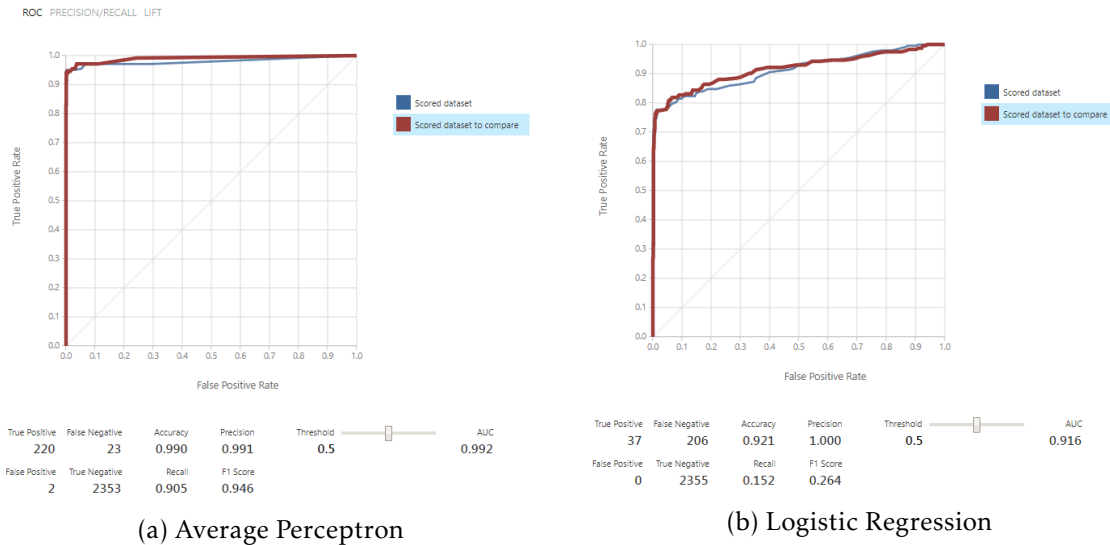 ROC PRECISION/RECALL LIFT
1.0
0.9
0.8
0.7
0.6
0.5
0.4
0.3
0.2
0.1
0.0
True Positive Rate
0.0 0.1 0.2 0.3 0.4 0.5 0.6 0.7 0.8 0.9 1.0
False Positive Rate
Scored dataset
Scored dataset to compare
True Positive False Negative Accuracy Precision Threshold AUC
220 23 0.990 0.991 0.5 0.992
False Positive True Negative Recall F1 Score
2 2353 0.905 0.946
(a) Average Perceptron
1.0
0.9
0.8
0.7
0.6
0.5
0.4
0.3
0.2
0.1
0.0
True Positive Rate
0.0 0.1 0.2 0.3 0.4 0.5 0.6 0.7 0.8 0.9 1.0
False Positive Rate
Scored dataset
Scored dataset to compare
True Positive False Negative Accuracy Precision Threshold AUC
37 206 0.921 1.000 0.5 0.916
False Positive True Negative Recall F1 Score
0 2355 0.152 0.264
(b) Logistic Regression